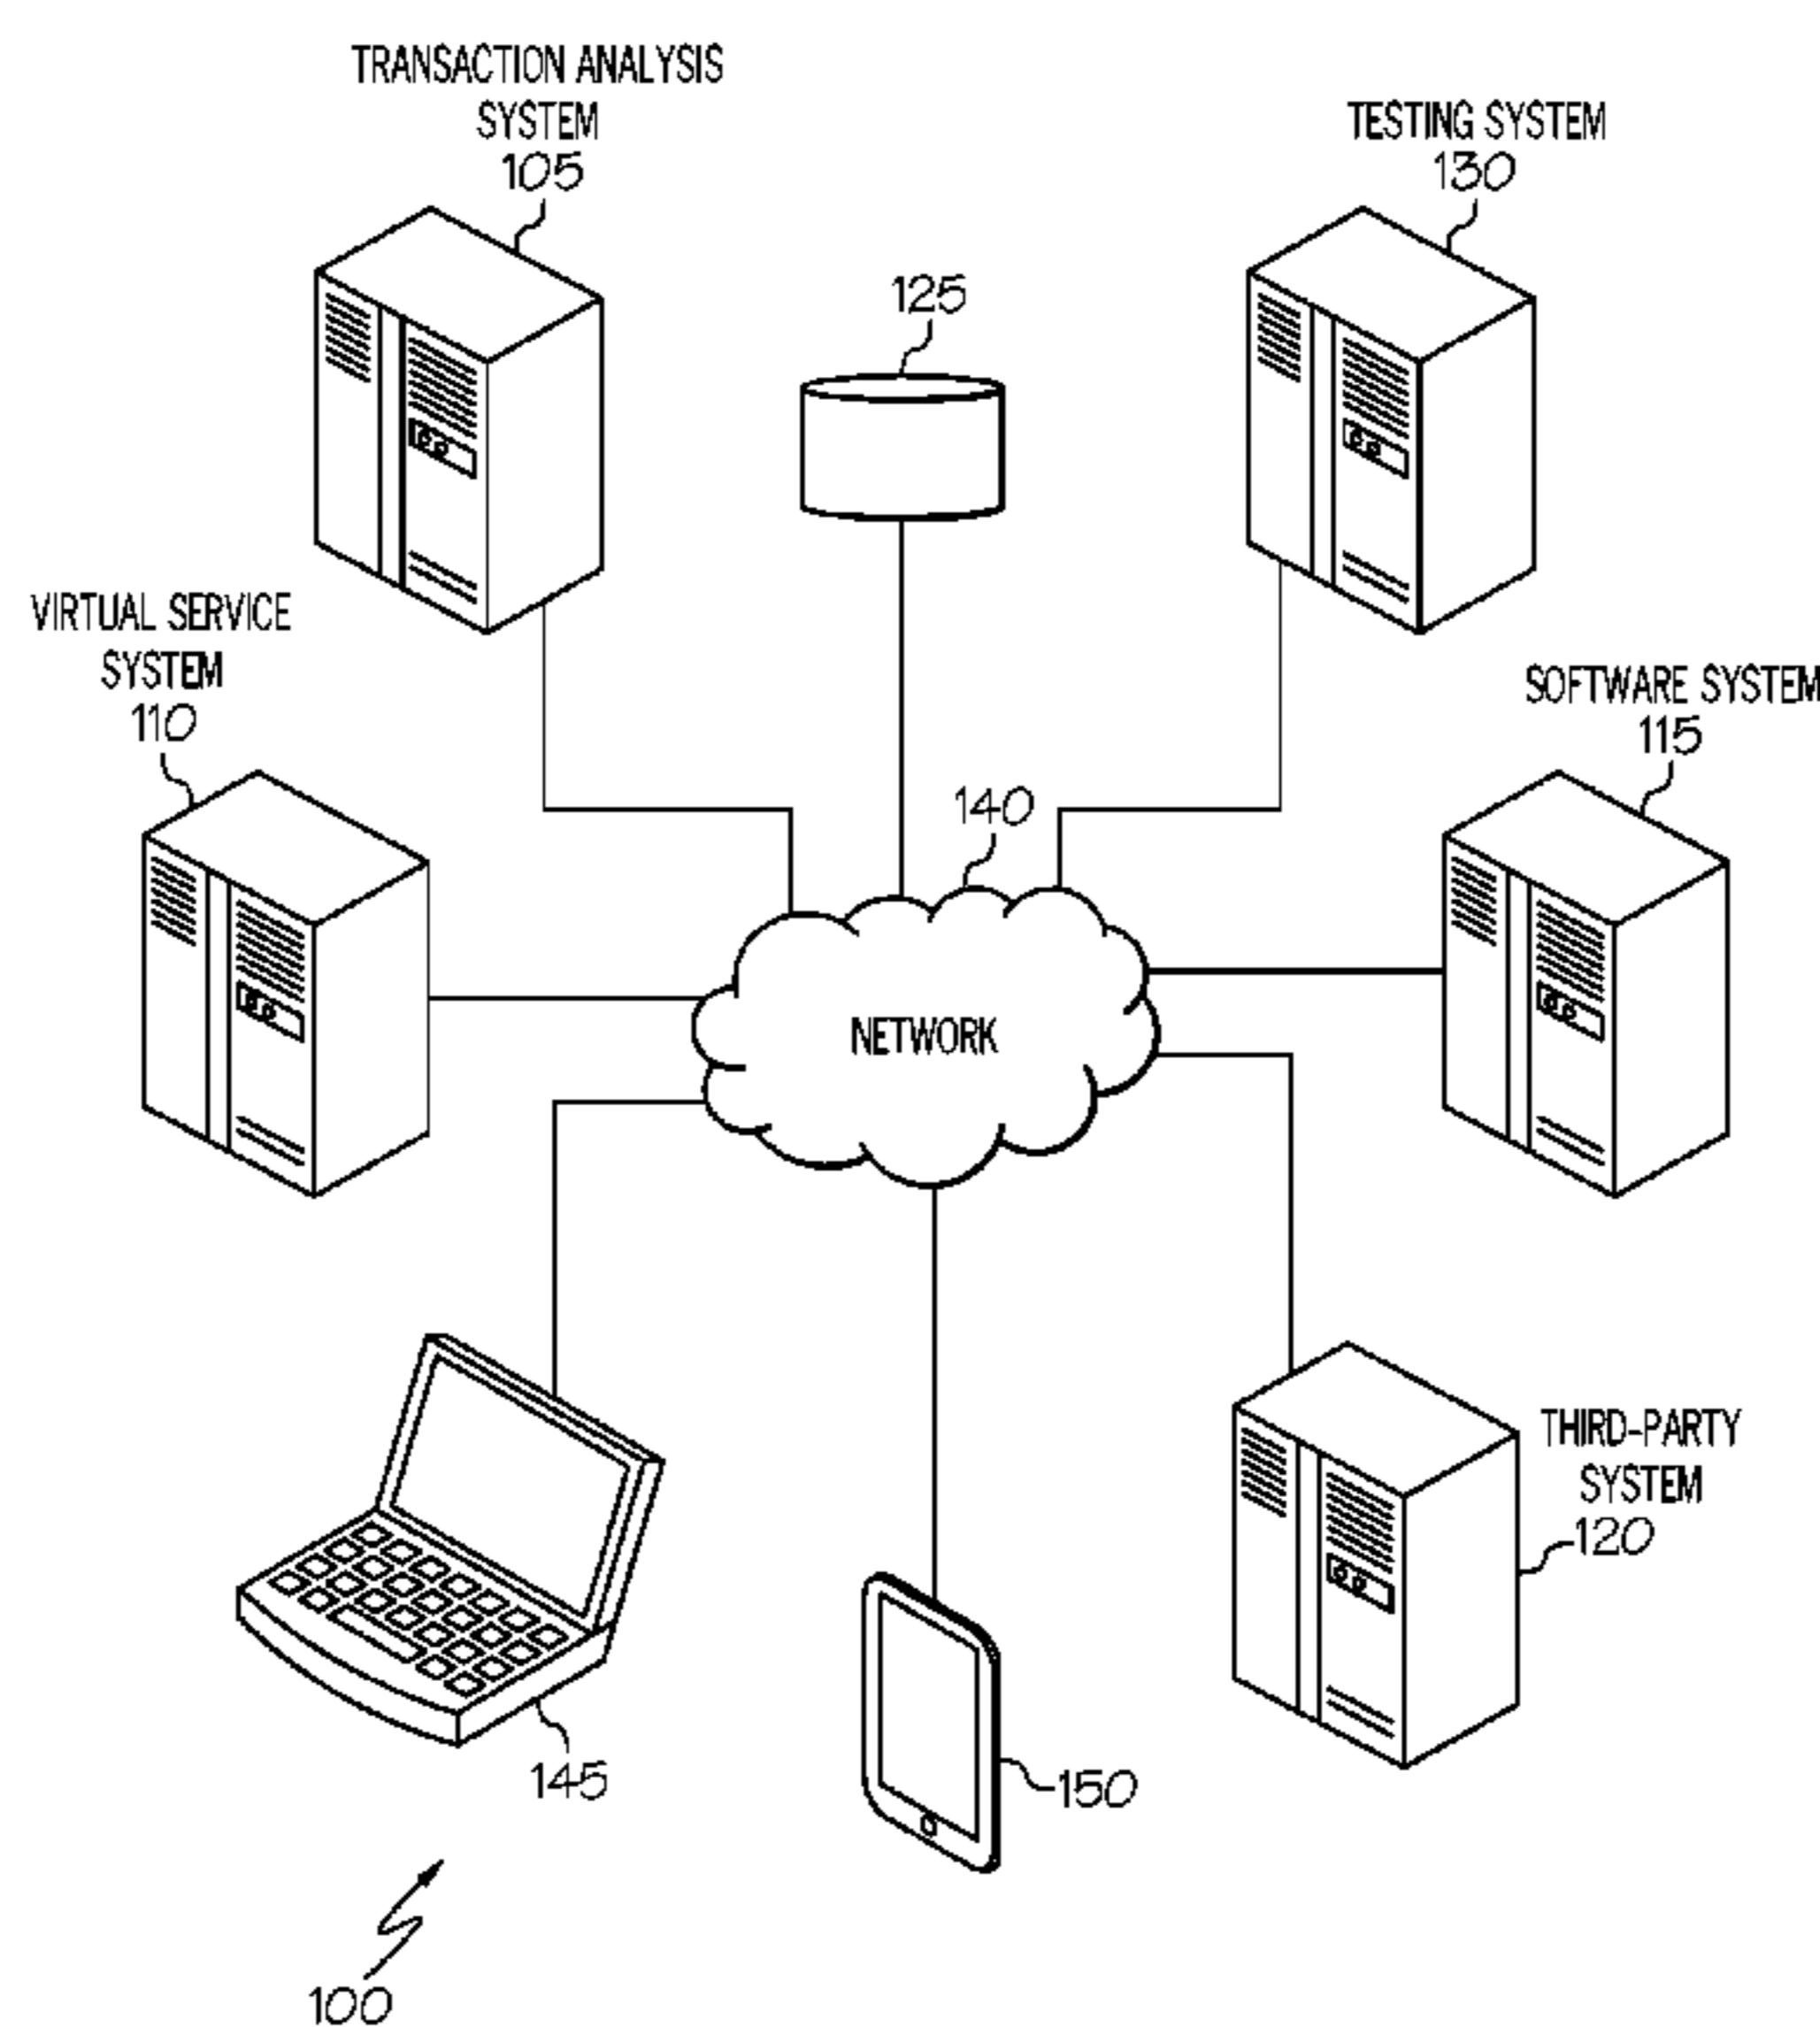 TRANSACTION ANALYSIS
SYSTEM
105
TESTING SYSTEM
130
125
VIRTUAL SERVICE
SYSTEM
110
SOFTWARE SYSTEM
115
140
NETWORK
THIRD-PARTY
SYSTEM
120
145
150
100